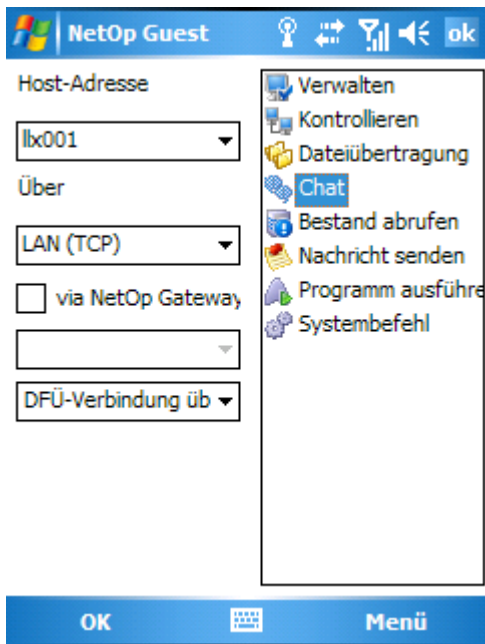 NetOp Guest
ok
Host-Adresse
llx001
Über
LAN (TCP)
via NetOp Gateway
DFÜ-Verbindung üb
Verwalten
Kontrollieren
Dateiübertragung
Chat
Bestand abrufen
Nachricht senden
Programm ausführe
Systembefehl
OK
Menü